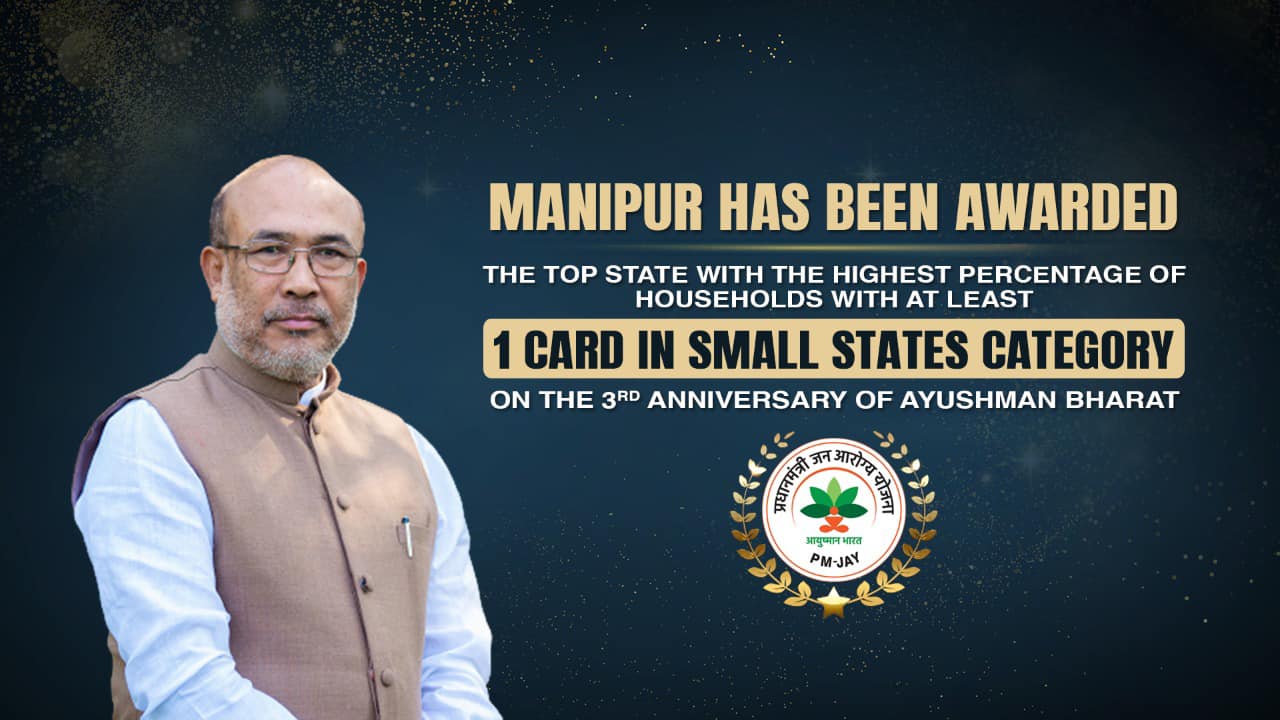 MANIPUR HAS BEEN AWARDED
THE TOP STATE WITH THE HIGHEST PERCENTAGE OF
HOUSEHOLDS WITH AT LEAST
1 CARD IN SMALL STATES CATEGORY
ON THE 3RD ANNIVERSARY OF AYUSHMAN BHARAT
प्रधानमंत्री जन आरोग्य योजना
आयुष्मान भारत
PM-JAY